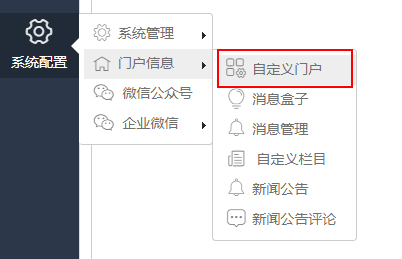 系统配置
系统管理
门户信息
微信公众号
企业微信
自定义门户
消息盒子
消息管理
自定义栏目
新闻公告
新闻公告评论